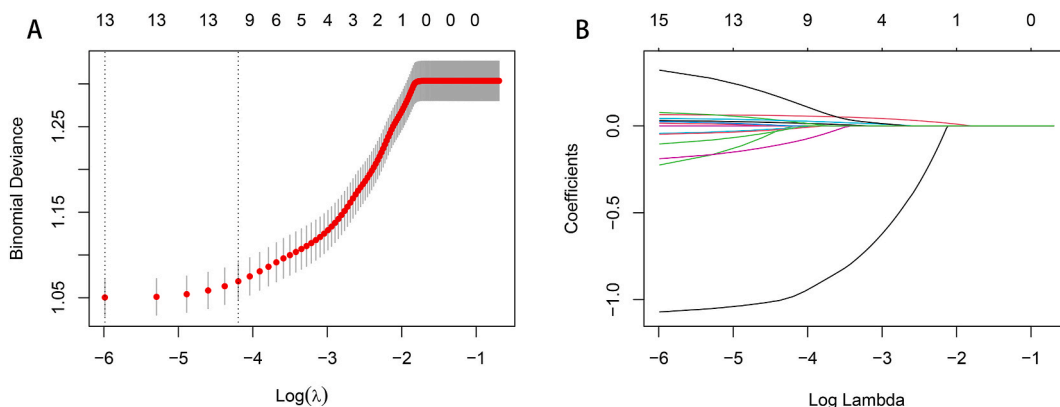 A
13 13 13 9 6 6 5 4 3 2 1 0 0 0
Binomial Deviance
1.25
1.15
1.05
−6 −5 −4 −3 −2 −1
Log(λ)
B
15 13 9 4 1 0
Coefficients
0.0
−0.5
−1.0
−6 −5 −4 −3 −2 −1
Log Lambda